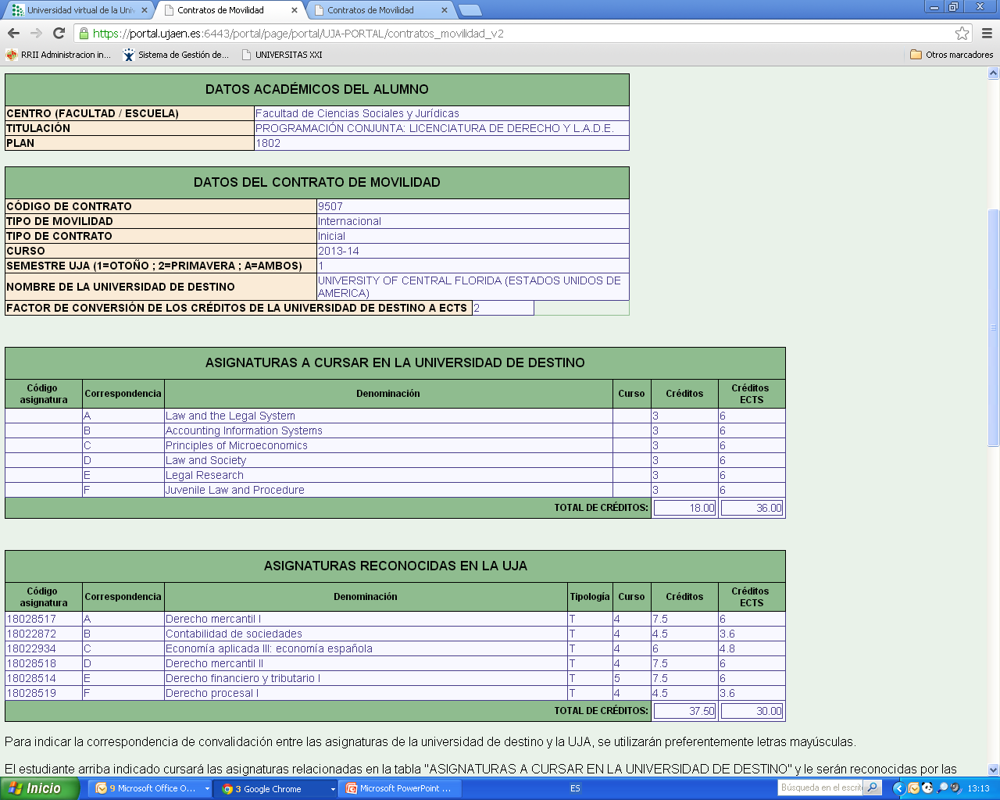 Universidad virtual de la Univ
Contratos de Movilidad
Contratos de Movilidad
https://portal.ujaen.es:6443/portal/page/portal/UJA-PORTAL/contratos_movilidad_v2
RRII Administracion in... Sistema de Gestión de... UNIVERSITAS XXI Otros marcadores
DATOS ACADÉMICOS DEL ALUMNO
CENTRO (FACULTAD / ESCUELA) Facultad de Ciencias Sociales y Jurídicas
TITULACIÓN PROGRAMACIÓN CONJUNTA: LICENCIATURA DE DERECHO Y L.A.D.E.
PLAN 1802
DATOS DEL CONTRATO DE MOVILIDAD
CÓDIGO DE CONTRATO 9507
TIPO DE MOVILIDAD Internacional
TIPO DE CONTRATO Inicial
CURSO 2013-14
SEMESTRE UJA (1=OTOÑO ; 2=PRIMAVERA ; A=AMBOS) 1
NOMBRE DE LA UNIVERSIDAD DE DESTINO UNIVERSITY OF CENTRAL FLORIDA (ESTADOS UNIDOS DE
AMERICA)
FACTOR DE CONVERSIÓN DE LOS CRÉDITOS DE LA UNIVERSIDAD DE DESTINO A ECTS 2
ASIGNATURAS A CURSAR EN LA UNIVERSIDAD DE DESTINO
Código asignatura Correspondencia Denominación Curso Créditos Créditos ECTS
A Law and the Legal System 3 6
B Accounting Information Systems 3 6
C Principles of Microeconomics 3 6
D Law and Society 3 6
E Legal Research 3 6
F Juvenile Law and Procedure 3 6
TOTAL DE CRÉDITOS: 18.00 36.00
ASIGNATURAS RECONOCIDAS EN LA UJA
Código asignatura Correspondencia Denominación Tipología Curso Créditos Créditos ECTS
18028517 A Derecho mercantil I T 4 7.5 6
18022872 B Contabilidad de sociedades T 4 4.5 3.6
18022934 C Economía aplicada III: economía española T 4 6 4.8
18028518 D Derecho mercantil II T 4 7.5 6
18028514 E Derecho financiero y tributario I T 5 7.5 6
18028519 F Derecho procesal I T 4 4.5 3.6
TOTAL DE CRÉDITOS: 37.50 30.00
Para indicar la correspondencia de convalidación entre las asignaturas de la universidad de destino y la UJA, se utilizarán preferentemente letras mayúsculas.
El estudiante arriba indicado cursará las asignaturas relacionadas en la tabla "ASIGNATURAS A CURSAR EN LA UNIVERSIDAD DE DESTINO" y le serán reconocidas por las
Inicio 9 Microsoft Office O... 3 Google Chrome Microsoft PowerPoint ... ES Búsqueda en el escrito 13:13